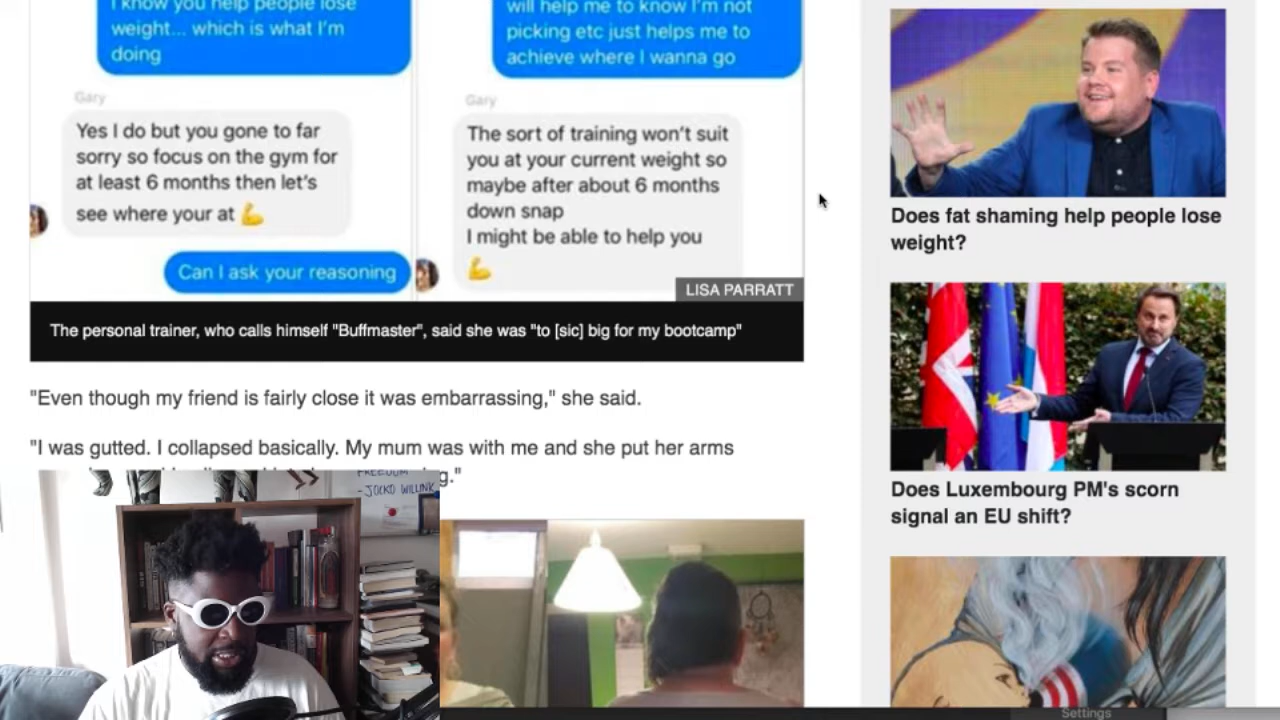 I know you help people lose
weight... which is what I'm
doing
Gary
Yes I do but you gone to far
sorry so focus on the gym for
at least 6 months then let's
see where your at 💪
Can I ask your reasoning
will help me to know I'm not
picking etc just helps me to
achieve where I wanna go
Gary
The sort of training won't suit
you at your current weight so
maybe after about 6 months
down snap
I might be able to help you
💪
LISA PARRATT
The personal trainer, who calls himself "Buffmaster", said she was "to [sic] big for my bootcamp"
"Even though my friend is fairly close it was embarrassing," she said.
"I was gutted. I collapsed basically. My mum was with me and she put her arms
g."
Does fat shaming help people lose
weight?
Does Luxembourg PM's scorn
signal an EU shift?
FREEDOM
- JOCKO WILLINK
Settings